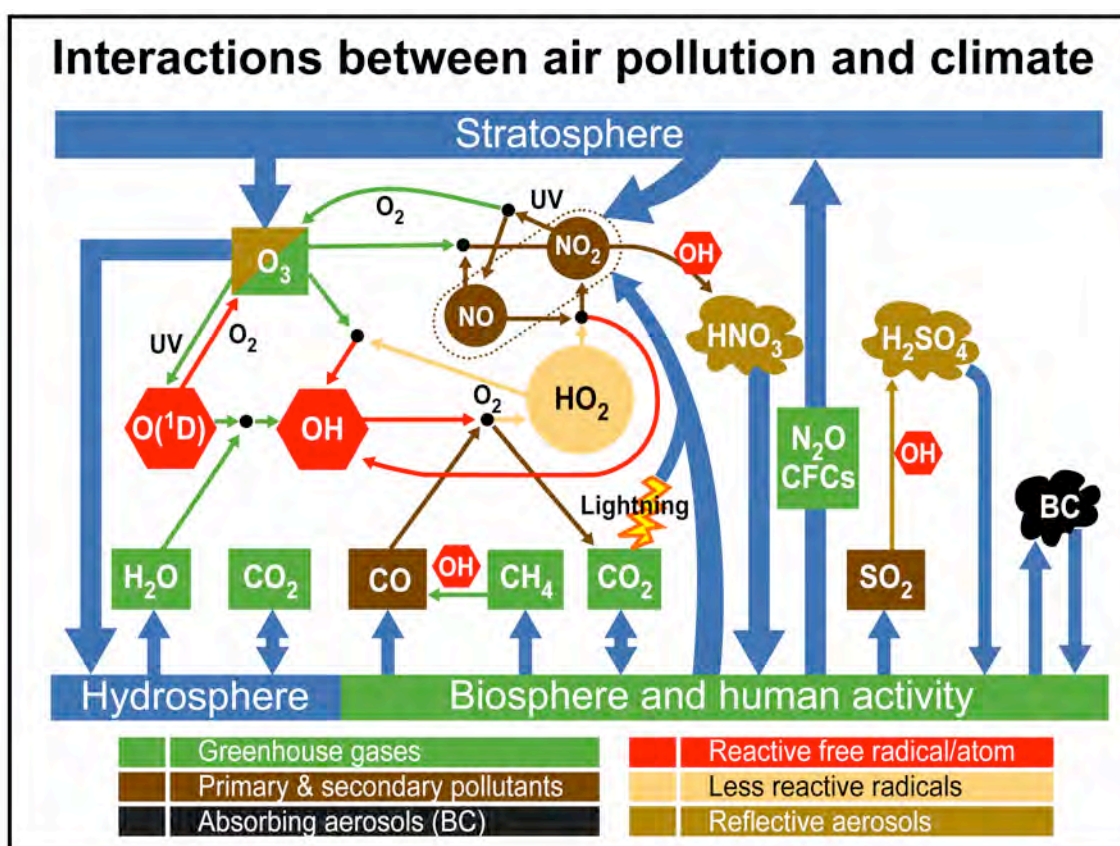 Interactions between air pollution and climate
Stratosphere
O₂
UV
O₃
NO₂
OH
NO
HNO₃
H₂SO₄
UV
O₂
O(¹D)
OH
O₂
HO₂
N₂O
CFCs
OH
Lightning
BC
H₂O
CO₂
CO
OH
CH₄
CO₂
SO₂
Hydrosphere
Biosphere and human activity
Greenhouse gases
Reactive free radical/atom
Primary & secondary pollutants
Less reactive radicals
Absorbing aerosols (BC)
Reflective aerosols